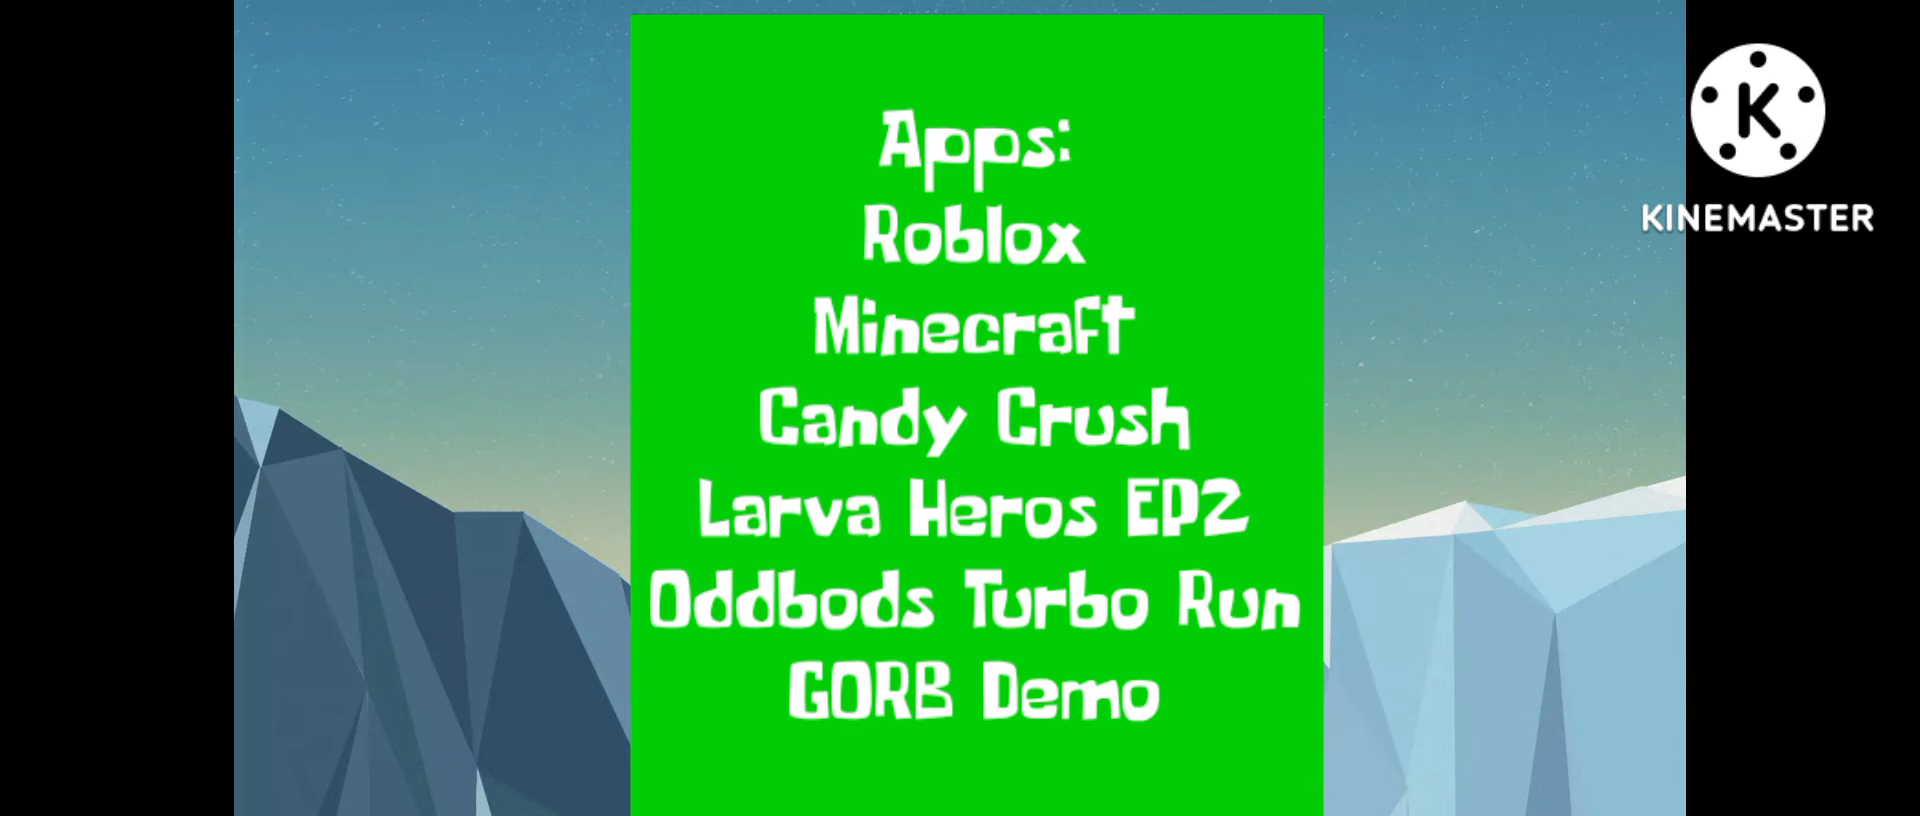 Apps:
Roblox
Minecraft
Candy Crush
Larva Heros EP2
Oddbods Turbo Run
GORB Demo
K
KINEMASTER